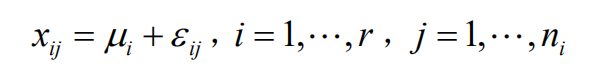 x_{ij} = μ_i + ε_{ij} , i = 1,⋯,r , j = 1,⋯,n_i